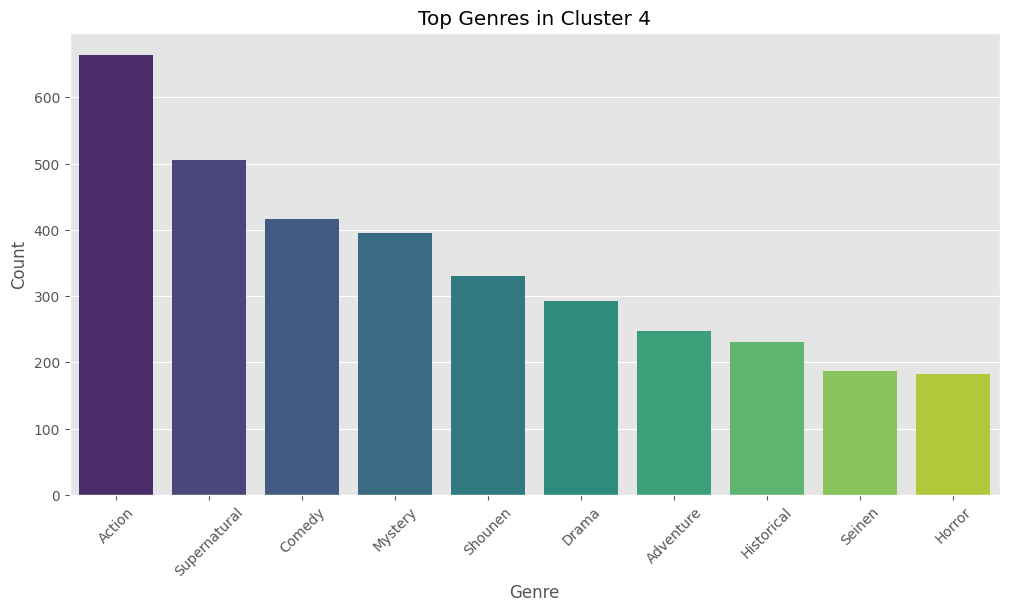 Top Genres in Cluster 4
Count
600
500
400
300
200
100
0
Action
Supernatural
Comedy
Mystery
Shounen
Drama
Adventure
Historical
Seinen
Horror
Genre